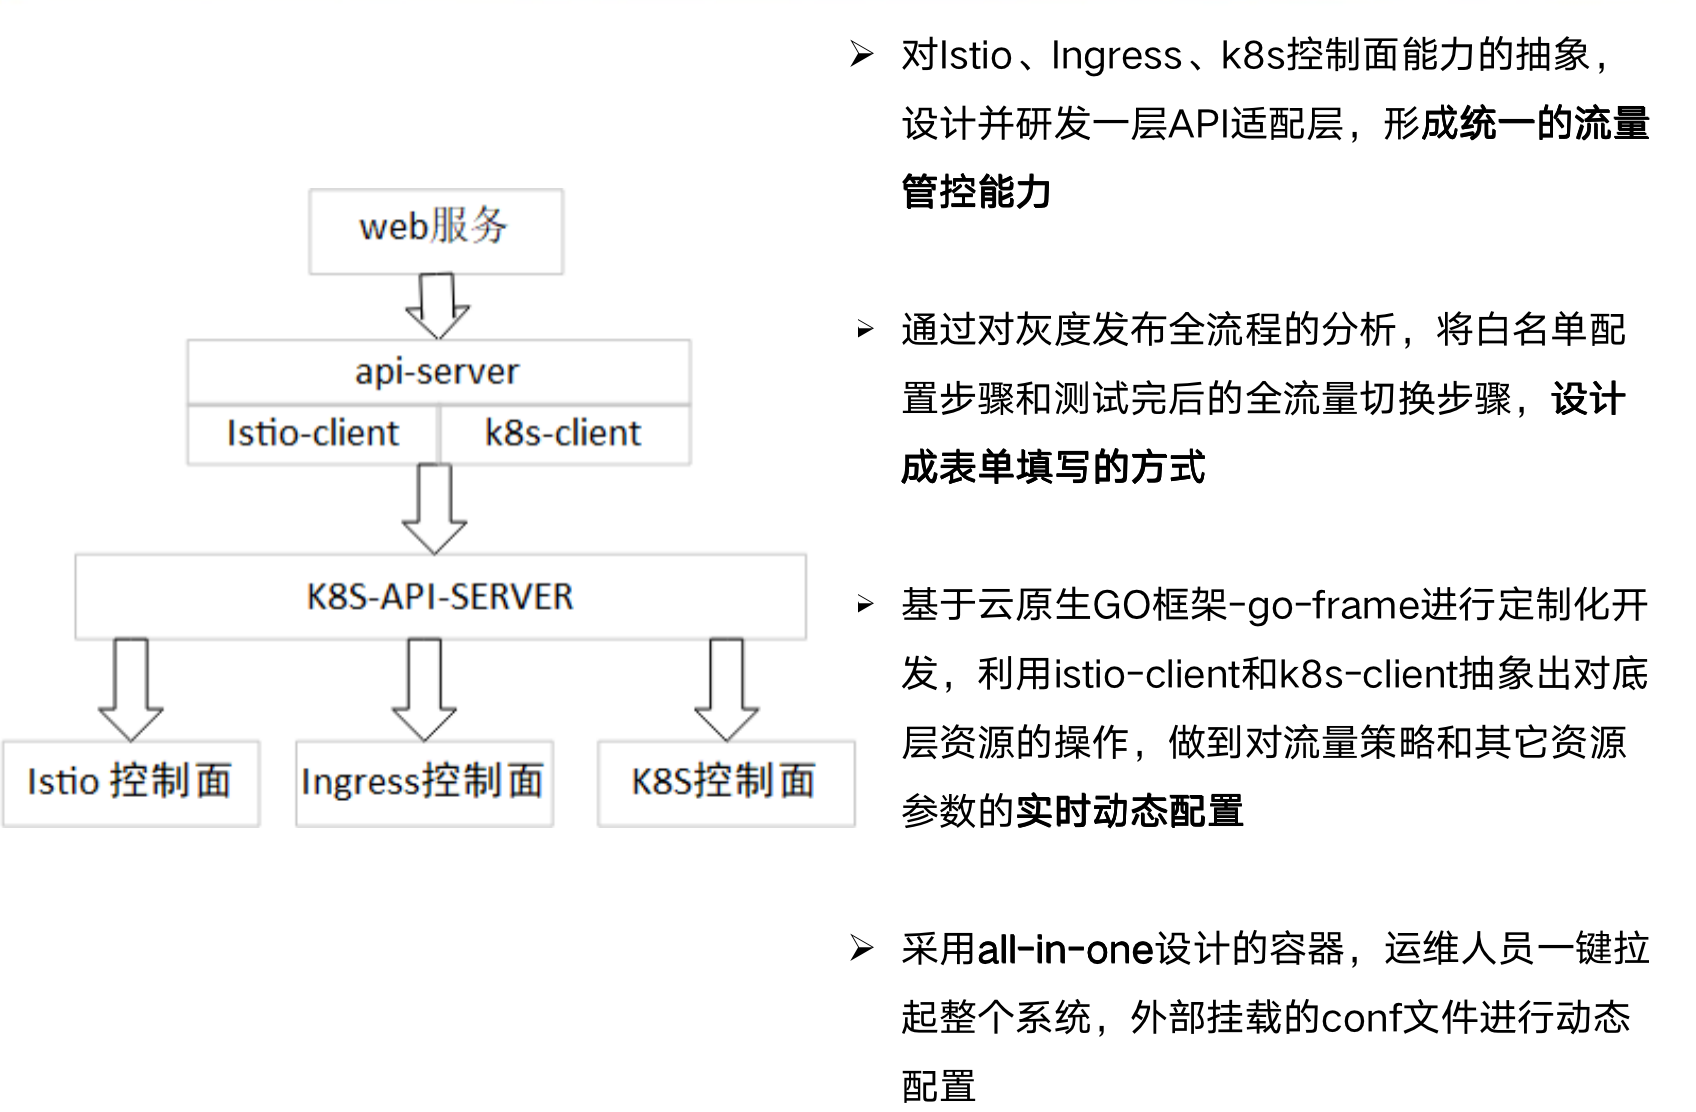 web服务
api-server
Istio-client
k8s-client
K8S-API-SERVER
Istio 控制面
Ingress控制面
K8S控制面
➢ 对Istio、Ingress、k8s控制面能力的抽象，
设计并研发一层API适配层，形成统一的流量
管控能力
➢ 通过对灰度发布全流程的分析，将白名单配
置步骤和测试完后的全流量切换步骤，设计
成表单填写的方式
➢ 基于云原生GO框架-go-frame进行定制化开
发，利用istio-client和k8s-client抽象出对底
层资源的操作，做到对流量策略和其它资源
参数的实时动态配置
➢ 采用all-in-one设计的容器，运维人员一键拉
起整个系统，外部挂载的conf文件进行动态
配置